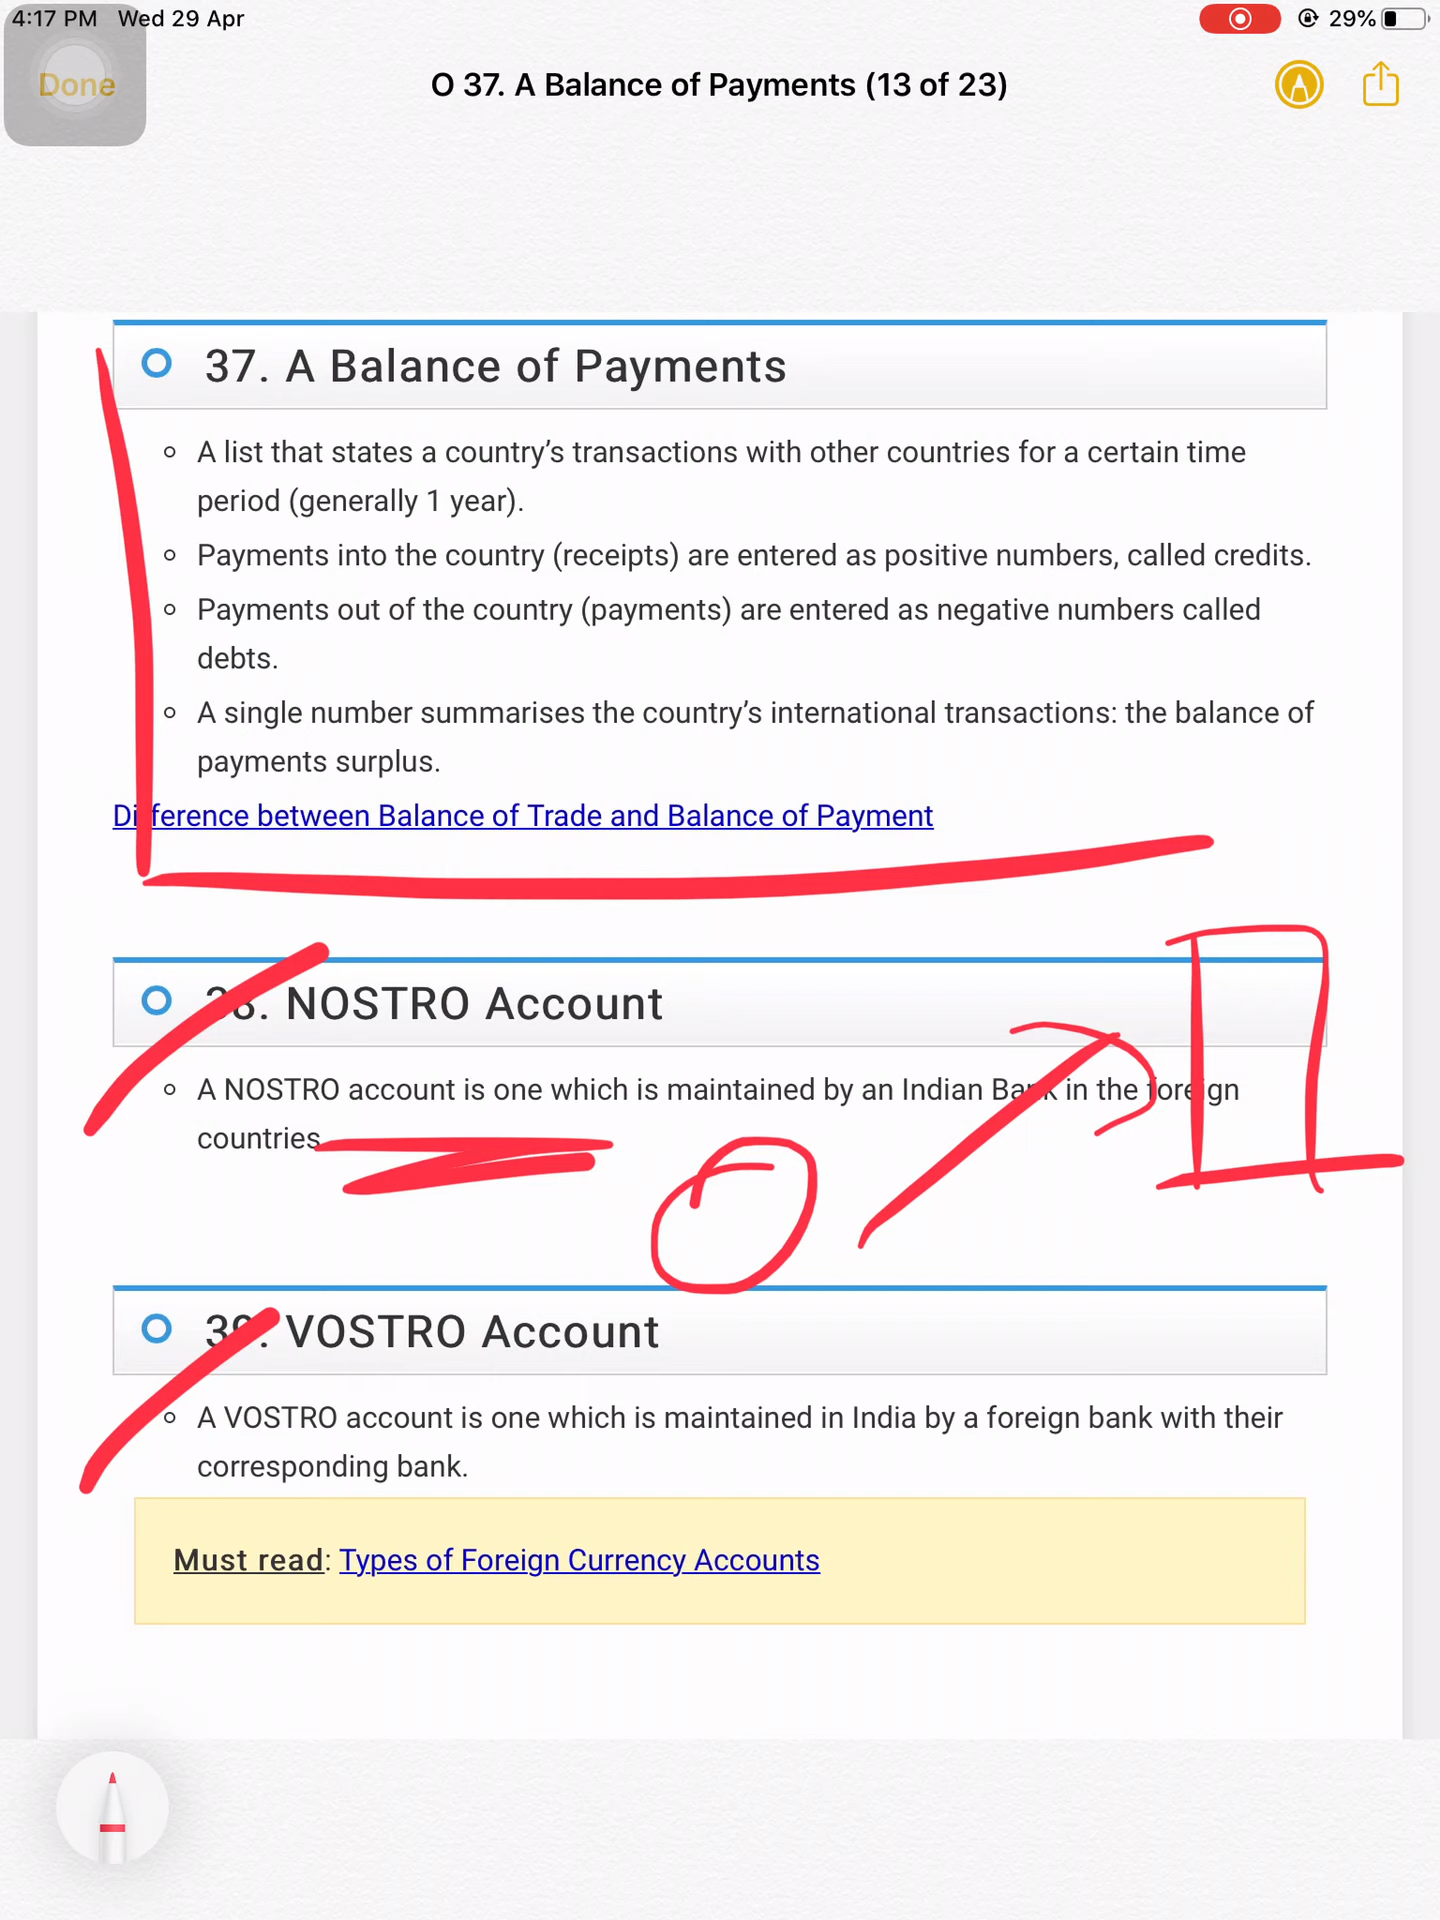 4:17 PM Wed 29 Apr 29%
Done O 37. A Balance of Payments (13 of 23)
37. A Balance of Payments
A list that states a country’s transactions with other countries for a certain time
period (generally 1 year).
Payments into the country (receipts) are entered as positive numbers, called credits.
Payments out of the country (payments) are entered as negative numbers called
debts.
A single number summarises the country’s international transactions: the balance of
payments surplus.
Difference between Balance of Trade and Balance of Payment
38. NOSTRO Account
A NOSTRO account is one which is maintained by an Indian Bank in the foreign
countries.
39. VOSTRO Account
A VOSTRO account is one which is maintained in India by a foreign bank with their
corresponding bank.
Must read: Types of Foreign Currency Accounts